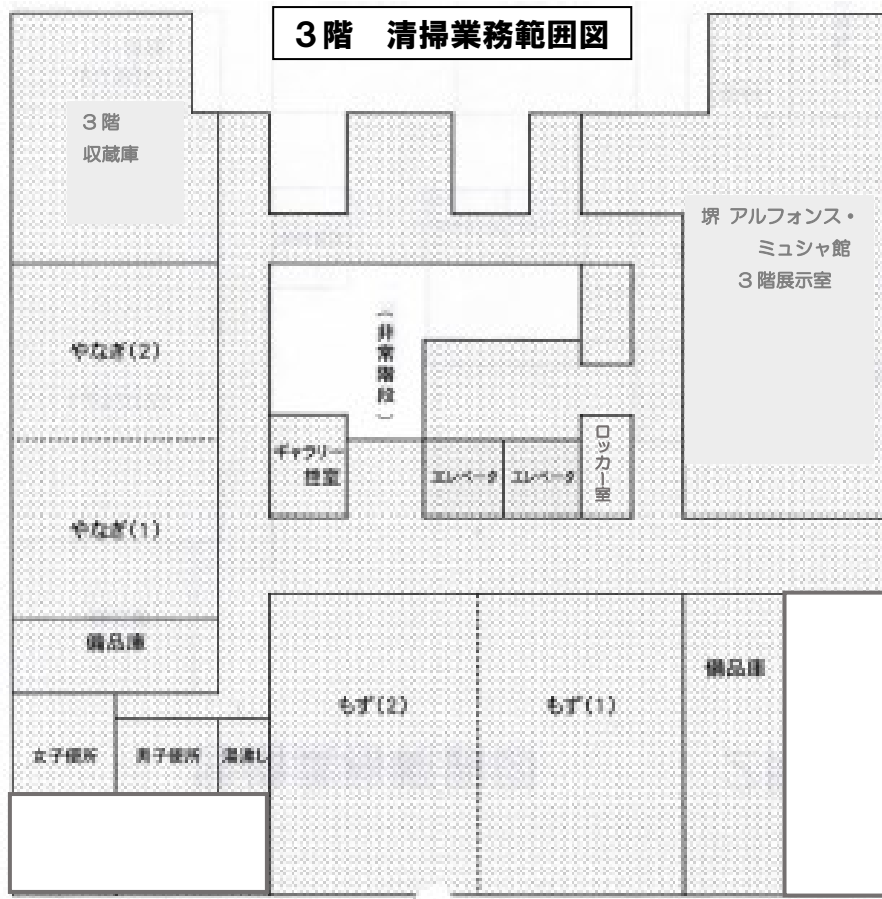 3階　清掃業務範囲図
3階
収蔵庫
堺 アルフォンス・
ミュシャ館
3階展示室
やなぎ(2)
（非常階段）
ギャラリー
控室
エレベータ
エレベータ
ロッカー室
やなぎ(1)
備品庫
備品庫
もず(2)
もず(1)
女子便所
男子便所
湯沸し